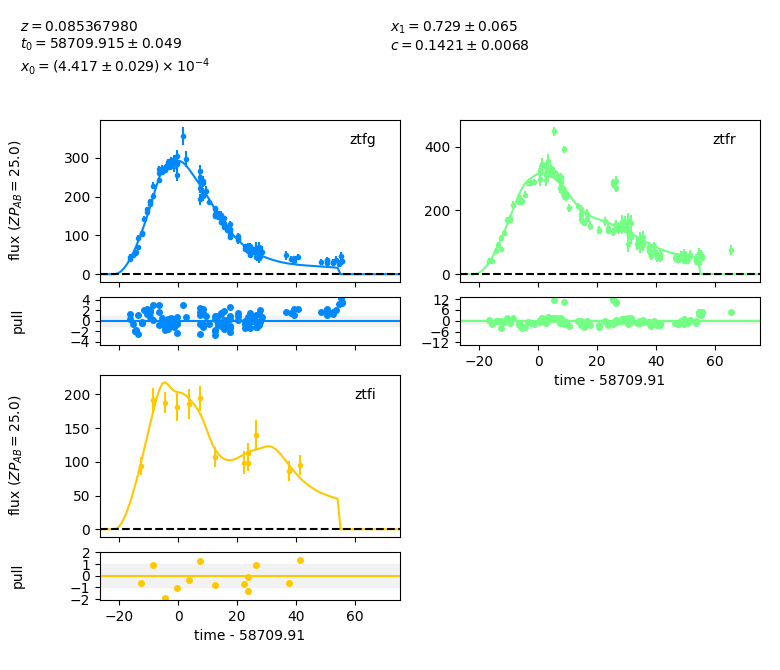 z = 0.085367980
t₀ = 58709.915 ± 0.049
x₀ = (4.417 ± 0.029) × 10⁻⁴
x₁ = 0.729 ± 0.065
c = 0.1421 ± 0.0068
flux (ZP_AB = 25.0)
300
200
100
0
ztfg
400
200
0
ztfr
pull
4
2
0
−2
−4
12
6
0
−6
−12
−20
0
20
40
60
time - 58709.91
flux (ZP_AB = 25.0)
200
150
100
50
0
ztfi
pull
2
1
0
−1
−2
−20
0
20
40
60
time - 58709.91